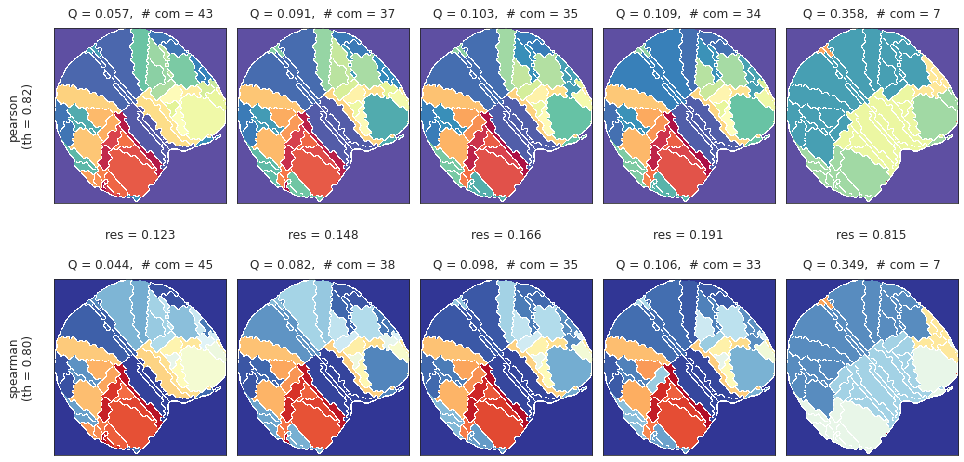 Q = 0.057,  # com = 43
Q = 0.091,  # com = 37
Q = 0.103,  # com = 35
Q = 0.109,  # com = 34
Q = 0.358,  # com = 7
pearson
(th = 0.82)
res = 0.123
res = 0.148
res = 0.166
res = 0.191
res = 0.815
Q = 0.044,  # com = 45
Q = 0.082,  # com = 38
Q = 0.098,  # com = 35
Q = 0.106,  # com = 33
Q = 0.349,  # com = 7
spearman
(th = 0.80)